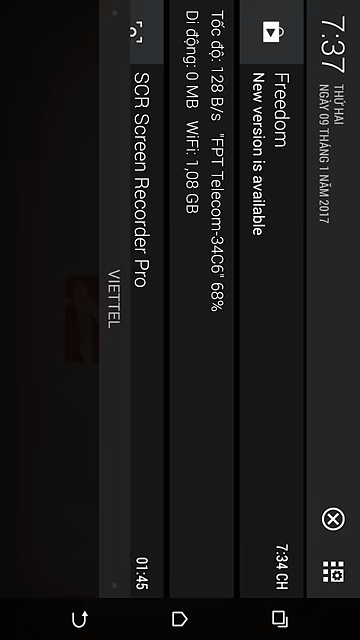 7:37
THỨ HAI
NGÀY 09 THÁNG 1 NĂM 2017
Freedom
7:34 CH
New version is available
Tốc độ: 128 B/s "FPT Telecom-34C6" 68%
Di động: 0 MB WiFi: 1,08 GB
SCR Screen Recorder Pro
01:45
VIETTEL